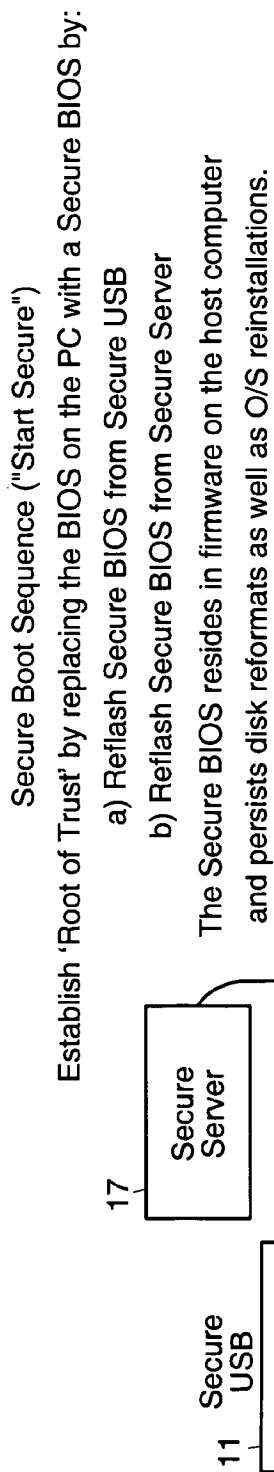 Secure Boot Sequence ("Start Secure")
Establish 'Root of Trust' by replacing the BIOS on the PC with a Secure BIOS by:
a) Reflash Secure BIOS from Secure USB
b) Reflash Secure BIOS from Secure Server
The Secure BIOS resides in firmware on the host computer
and persists disk reformats as well as O/S reinstallations.
17
Secure
Server
11
Secure
USB